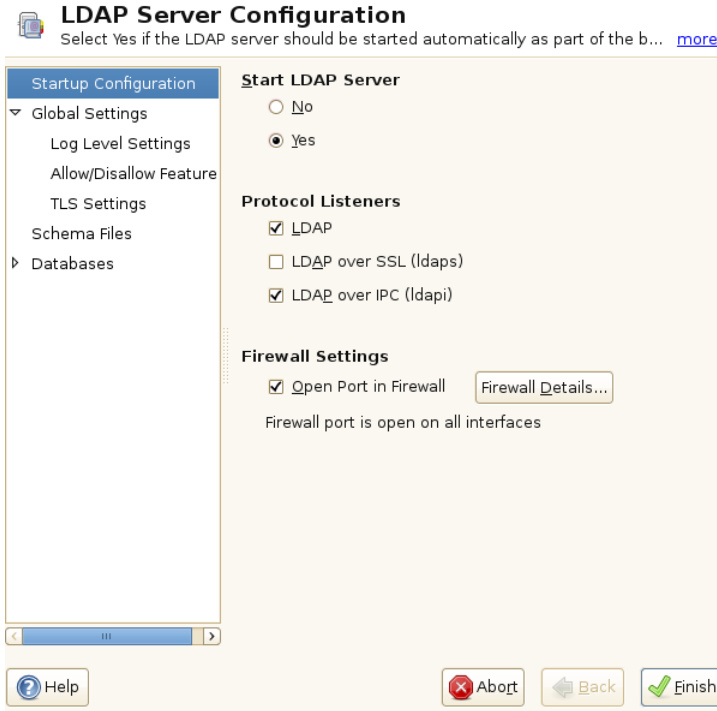 LDAP Server Configuration
Select Yes if the LDAP server should be started automatically as part of the b... more
Startup Configuration
Global Settings
Log Level Settings
Allow/Disallow Feature
TLS Settings
Schema Files
Databases
Start LDAP Server
No
Yes
Protocol Listeners
LDAP
LDAP over SSL (ldaps)
LDAP over IPC (ldapi)
Firewall Settings
Open Port in Firewall
Firewall Details...
Firewall port is open on all interfaces
Help
Abort
Back
Finish